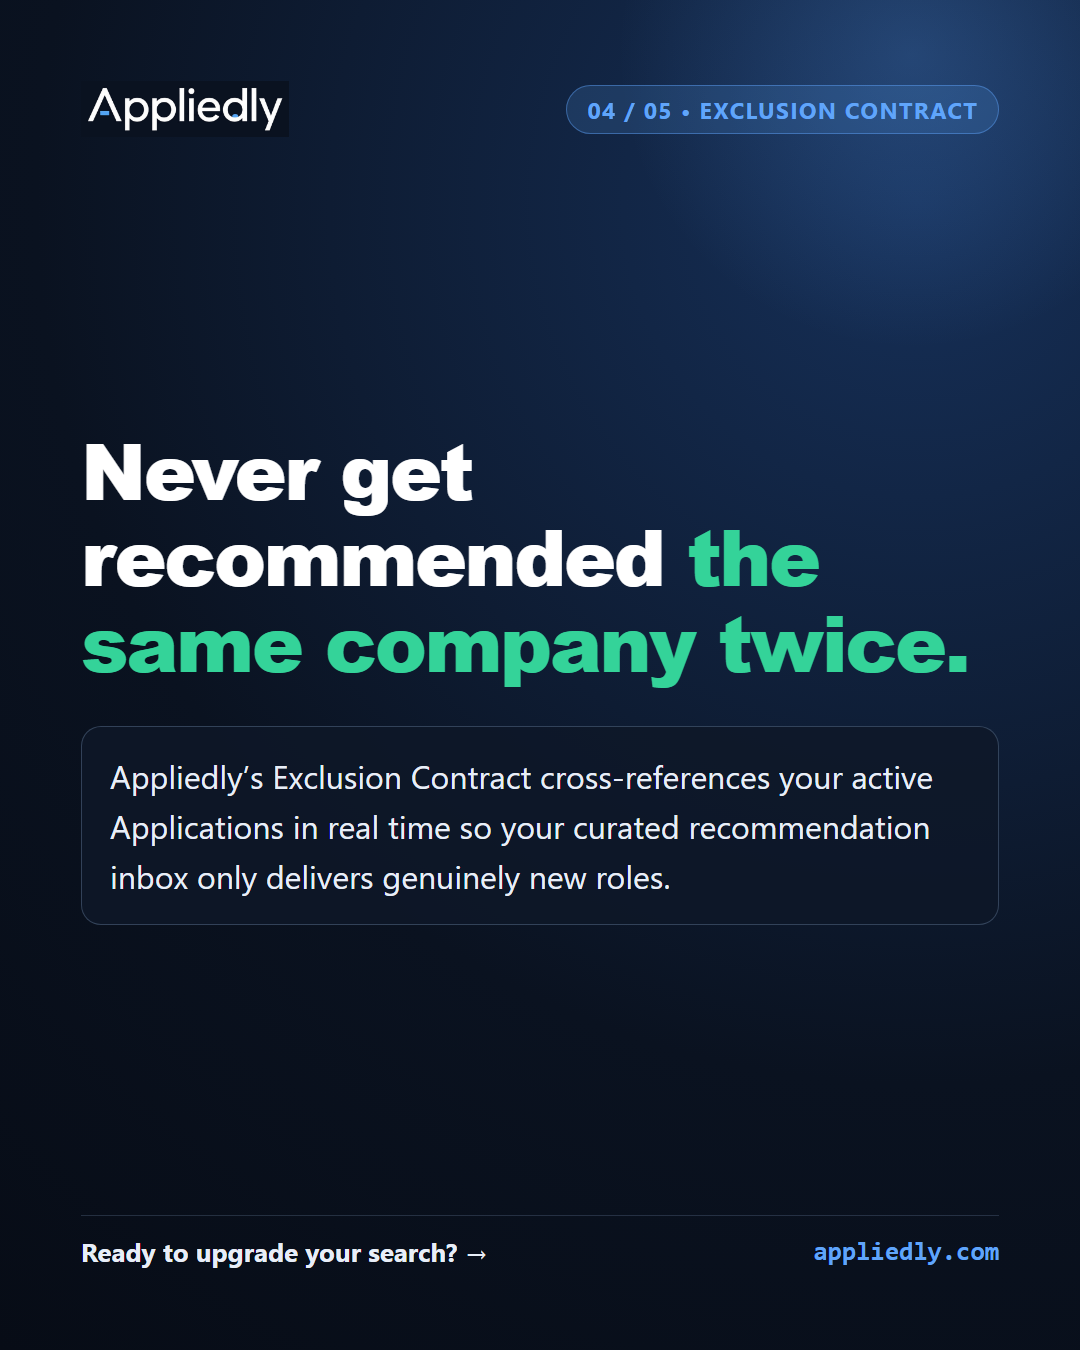 Appliedly
04 / 05 • EXCLUSION CONTRACT
Never get
recommended the
same company twice.
Appliedly’s Exclusion Contract cross-references your active
Applications in real time so your curated recommendation
inbox only delivers genuinely new roles.
Ready to upgrade your search? →
appliedly.com